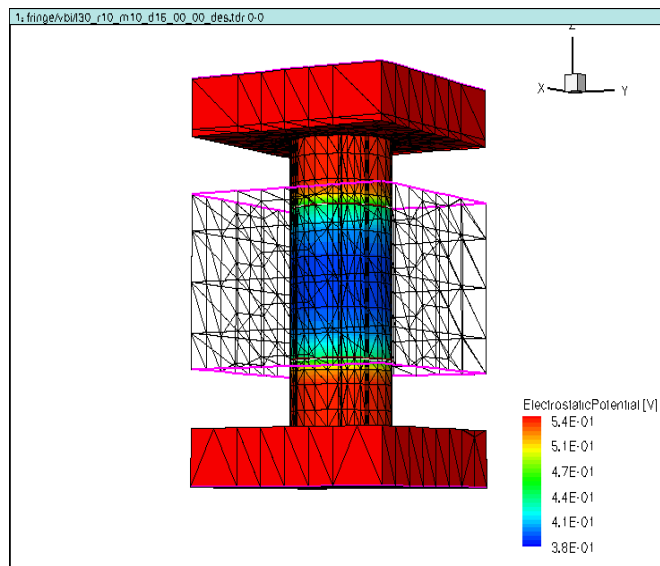 1: fringe/vbi/l30_r10_m10_d15_00_00_des.tdr 0-0
Z
X
Y
ElectrostaticPotential [V]
5.4E-01
5.1E-01
4.7E-01
4.4E-01
4.1E-01
3.8E-01